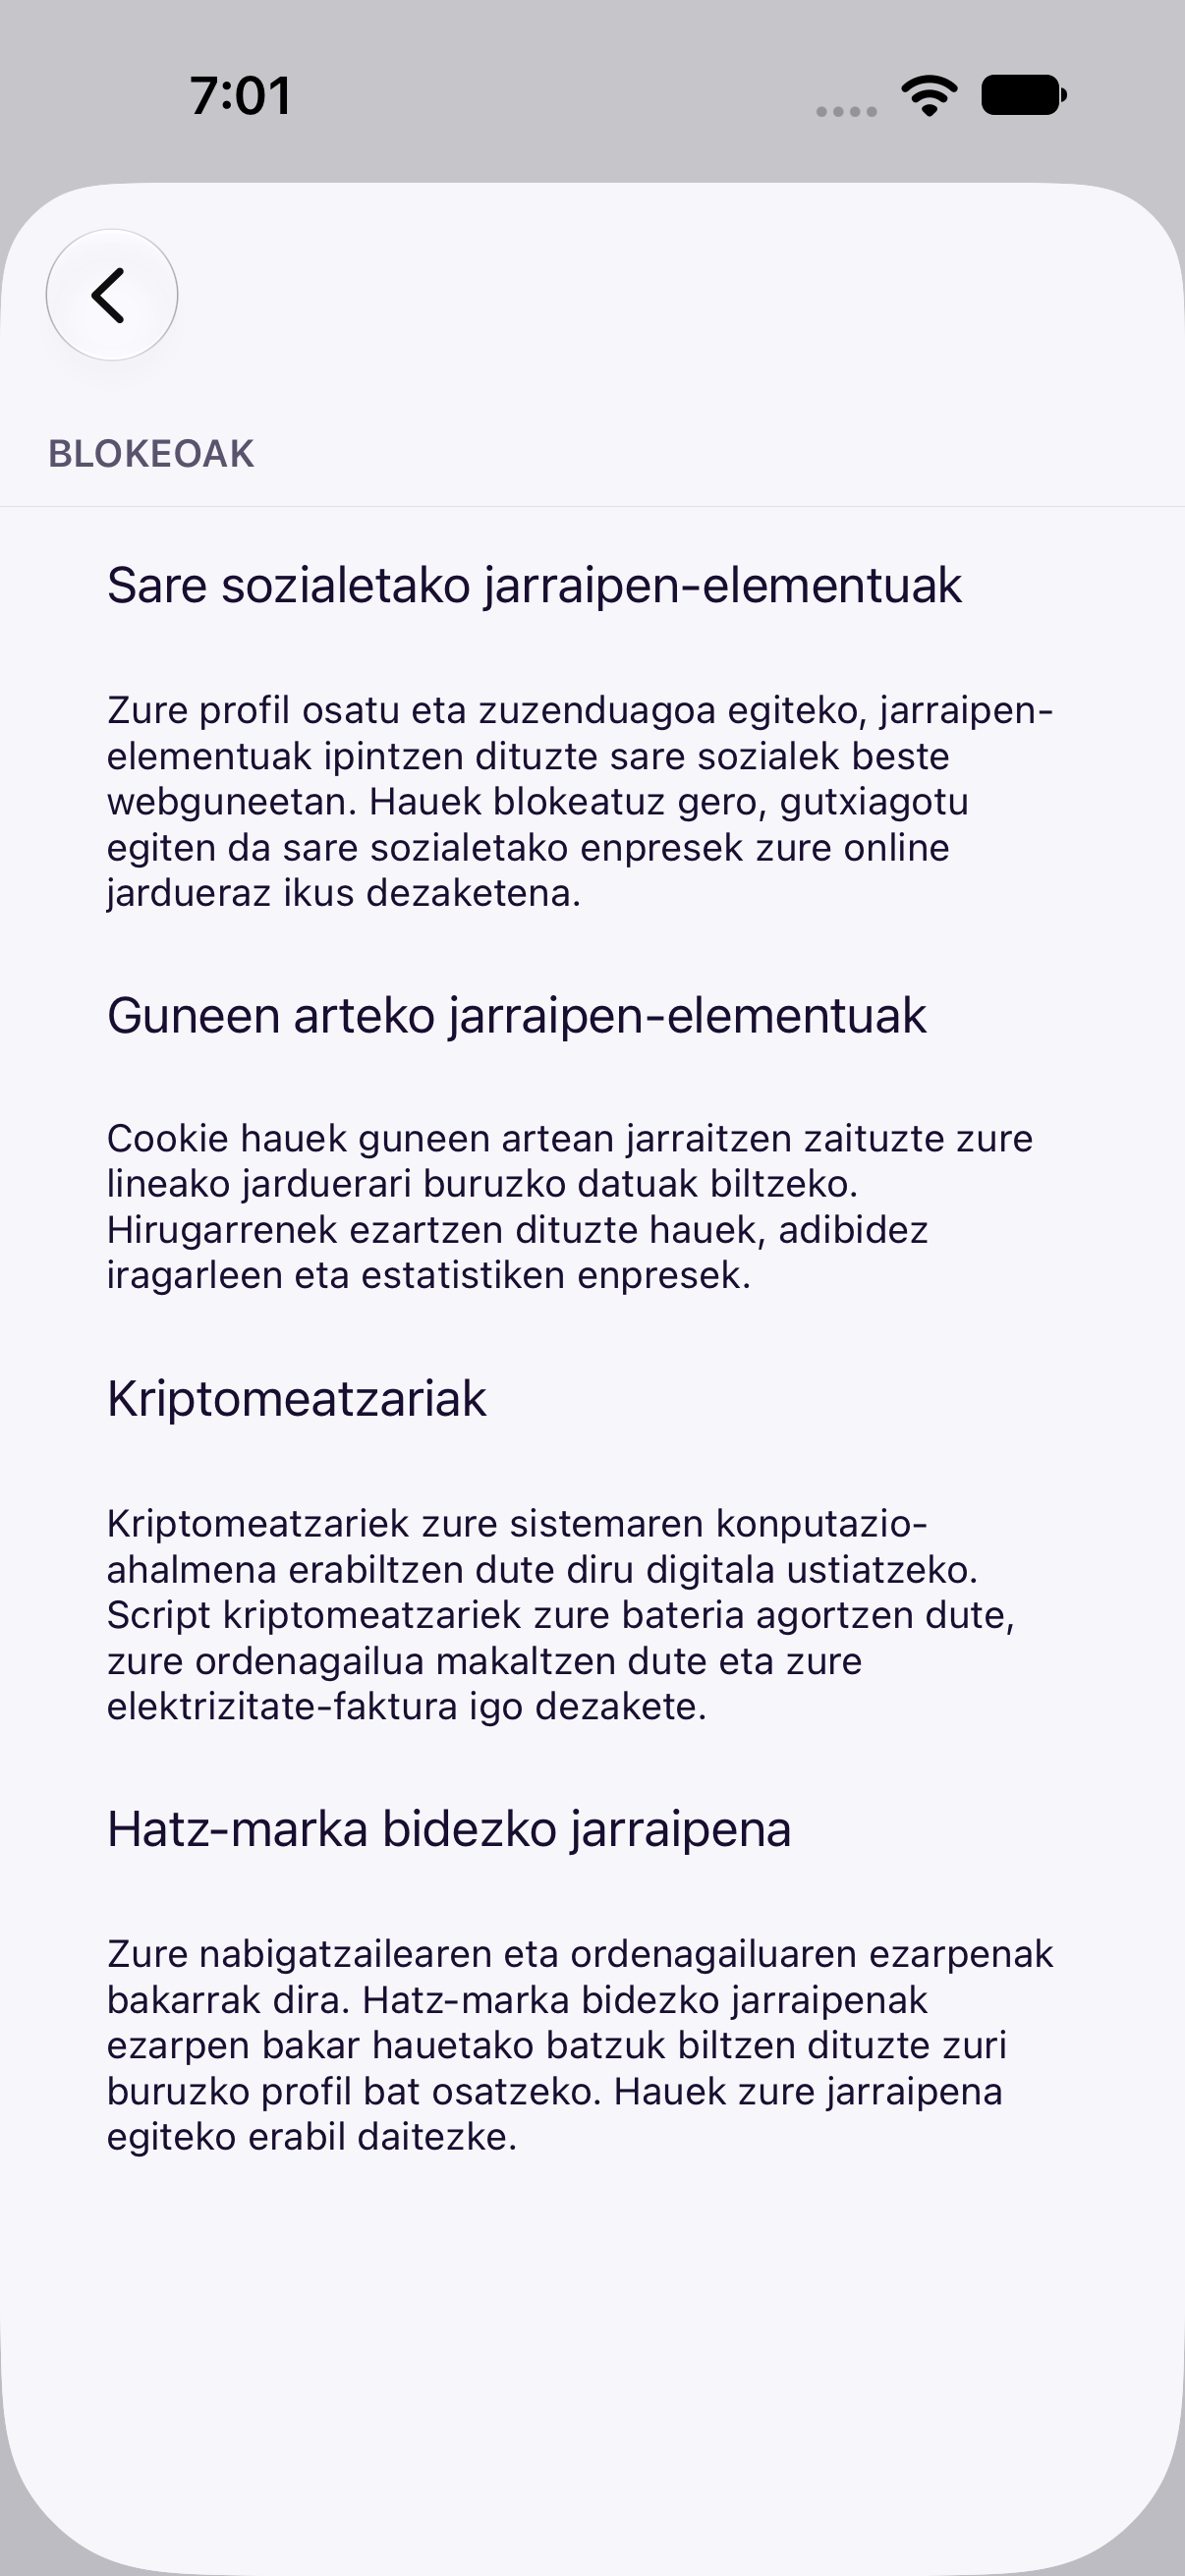 7:01
BLOKEOAK
Sare sozialetako jarraipen-elementuak
Zure profil osatu eta zuzenduagoa egiteko, jarraipen-
elementuak ipintzen dituzte sare sozialek beste
webguneetan. Hauek blokeatuz gero, gutxiagotu
egiten da sare sozialetako enpresek zure online
jardueraz ikus dezaketena.
Guneen arteko jarraipen-elementuak
Cookie hauek guneen artean jarraitzen zaituzte zure
lineako jarduerari buruzko datuak biltzeko.
Hirugarrenek ezartzen dituzte hauek, adibidez
iragarleen eta estatistiken enpresek.
Kriptomeatzariak
Kriptomeatzariek zure sistemaren konputazio-
ahalmena erabiltzen dute diru digitala ustiatzeko.
Script kriptomeatzariek zure bateria agortzen dute,
zure ordenagailua makaltzen dute eta zure
elektrizitate-faktura igo dezakete.
Hatz-marka bidezko jarraipena
Zure nabigatzailearen eta ordenagailuaren ezarpenak
bakarrak dira. Hatz-marka bidezko jarraipenak
ezarpen bakar hauetako batzuk biltzen dituzte zuri
buruzko profil bat osatzeko. Hauek zure jarraipena
egiteko erabil daitezke.